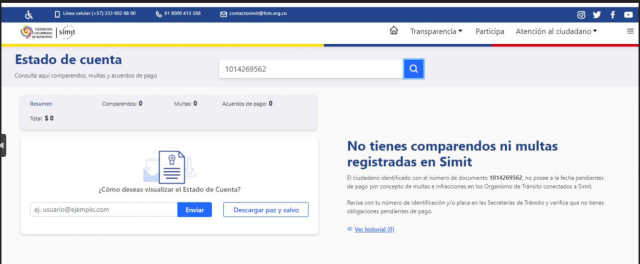 Línea celular (+57) 333 602 88 90
01 8000 413 588
contactosimit@fcm.org.co
FEDERACIÓN COLOMBIANA DE MUNICIPIOS simit
Transparencia
Participa
Atención al ciudadano
Estado de cuenta
Consulta aquí comparendos, multas y acuerdos de pago
1014269562
Resumen
Comparendos: 0
Multas: 0
Acuerdos de pago: 0
Total: $ 0
¿Cómo deseas visualizar el Estado de Cuenta?
ej. usuario@ejemplo.com
Enviar
Descargar paz y salvo
No tienes comparendos ni multas
registradas en Simit
El ciudadano identificado con el número de documento 1014269562, no posee a la fecha pendientes
de pago por concepto de multas e infracciones en los Organismo de Tránsito conectados a Simit.
Revisa con tu número de identificación y/o placa en las Secretarías de Tránsito y verifica que no tienes
obligaciones pendientes de pago.
Ver historial (0)